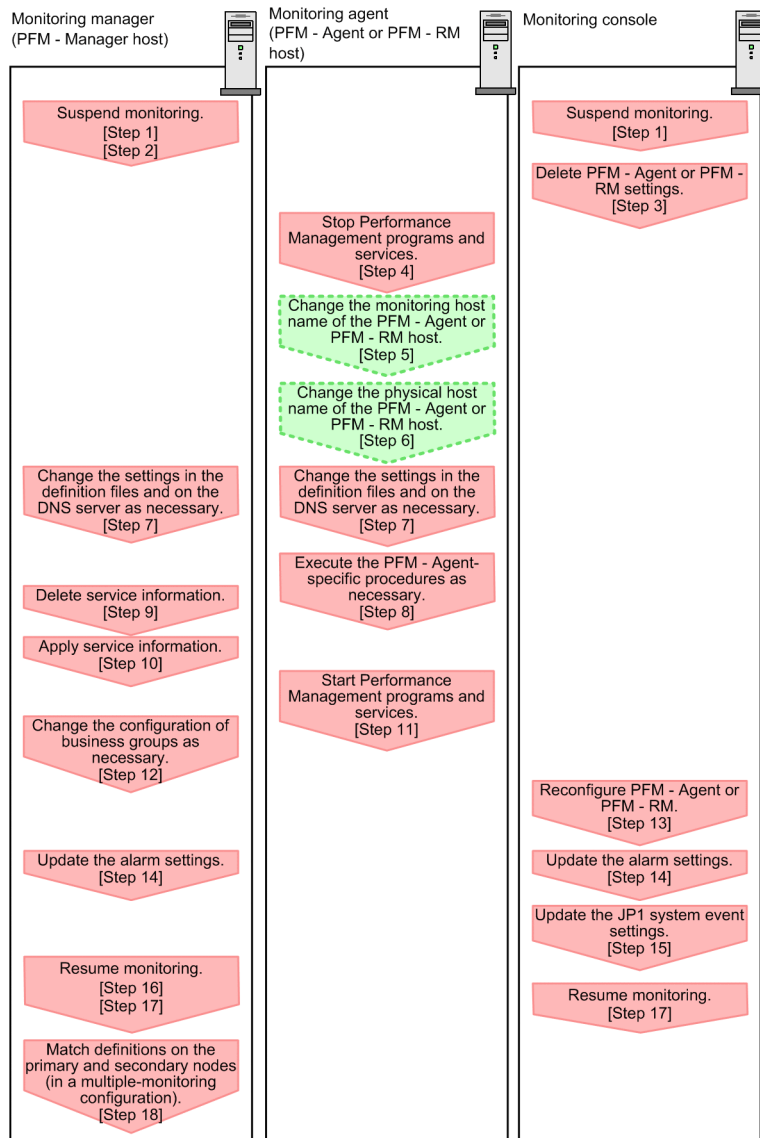 Monitoring manager
(PFM - Manager host)
Monitoring agent
(PFM - Agent or PFM - RM
host)
Monitoring console
Suspend monitoring.
[Step 1]
[Step 2]
Suspend monitoring.
[Step 1]
Delete PFM - Agent or PFM -
RM settings.
[Step 3]
Stop Performance
Management programs and
services.
[Step 4]
Change the monitoring host
name of the PFM - Agent or
PFM - RM host.
[Step 5]
Change the physical host
name of the PFM - Agent or
PFM - RM host.
[Step 6]
Change the settings in the
definition files and on the
DNS server as necessary.
[Step 7]
Change the settings in the
definition files and on the
DNS server as necessary.
[Step 7]
Execute the PFM - Agent-
specific procedures as
necessary.
[Step 8]
Delete service information.
[Step 9]
Apply service information.
[Step 10]
Start Performance
Management programs and
services.
[Step 11]
Change the configuration of
business groups as
necessary.
[Step 12]
Reconfigure PFM - Agent or
PFM - RM.
[Step 13]
Update the alarm settings.
[Step 14]
Update the alarm settings.
[Step 14]
Update the JP1 system event
settings.
[Step 15]
Resume monitoring.
[Step 16]
[Step 17]
Resume monitoring.
[Step 17]
Match definitions on the
primary and secondary nodes
(in a multiple-monitoring
configuration).
[Step 18]